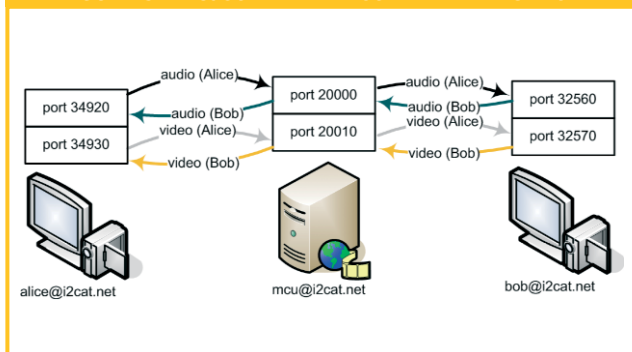 audio (Alice)
audio (Alice)
port 34920
port 20000
port 32560
audio (Bob)
audio (Bob)
video (Alice)
video (Alice)
port 34930
port 20010
port 32570
video (Bob)
video (Bob)
alice@i2cat.net
mcu@i2cat.net
bob@i2cat.net